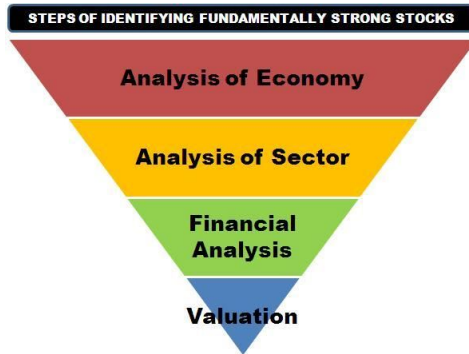 STEPS OF IDENTIFYING FUNDAMENTALLY STRONG STOCKS
Analysis of Economy
Analysis of Sector
Financial
Analysis
Valuation